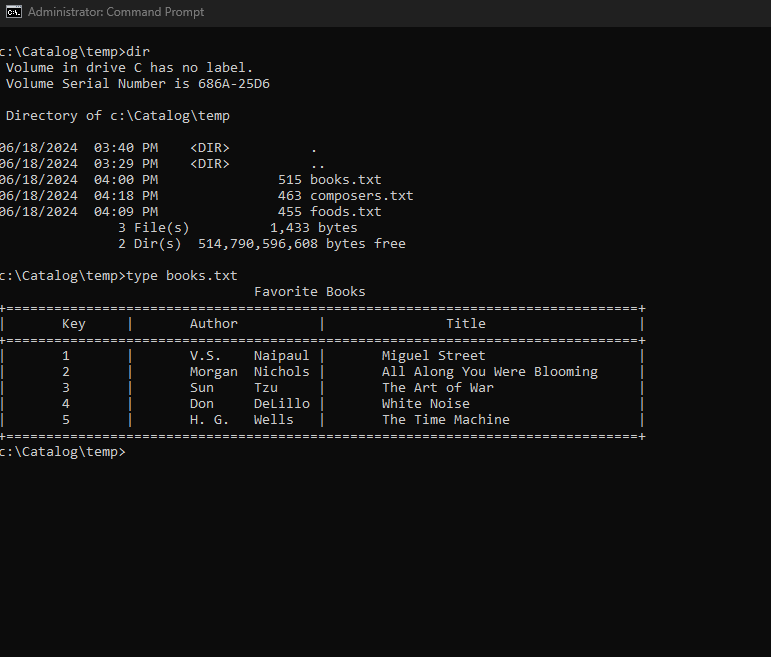 Administrator: Command Prompt
c:\Catalog\temp>dir
 Volume in drive C has no label.
 Volume Serial Number is 686A-25D6
 Directory of c:\Catalog\temp
06/18/2024  03:40 PM    <DIR>          .
06/18/2024  03:29 PM    <DIR>          ..
06/18/2024  04:00 PM               515 books.txt
06/18/2024  04:18 PM               463 composers.txt
06/18/2024  04:09 PM               455 foods.txt
               3 File(s)          1,433 bytes
               2 Dir(s)  514,790,596,608 bytes free
c:\Catalog\temp>type books.txt
                                Favorite Books
+===============================================================================+
|       Key     |       Author          |               Title                   |
+===============================================================================+
|       1       |       V.S.    Naipaul |       Miguel Street                   |
|       2       |       Morgan  Nichols |       All Along You Were Blooming     |
|       3       |       Sun     Tzu     |       The Art of War                  |
|       4       |       Don     DeLillo |       White Noise                     |
|       5       |       H. G.   Wells   |       The Time Machine                |
+===============================================================================+
c:\Catalog\temp>